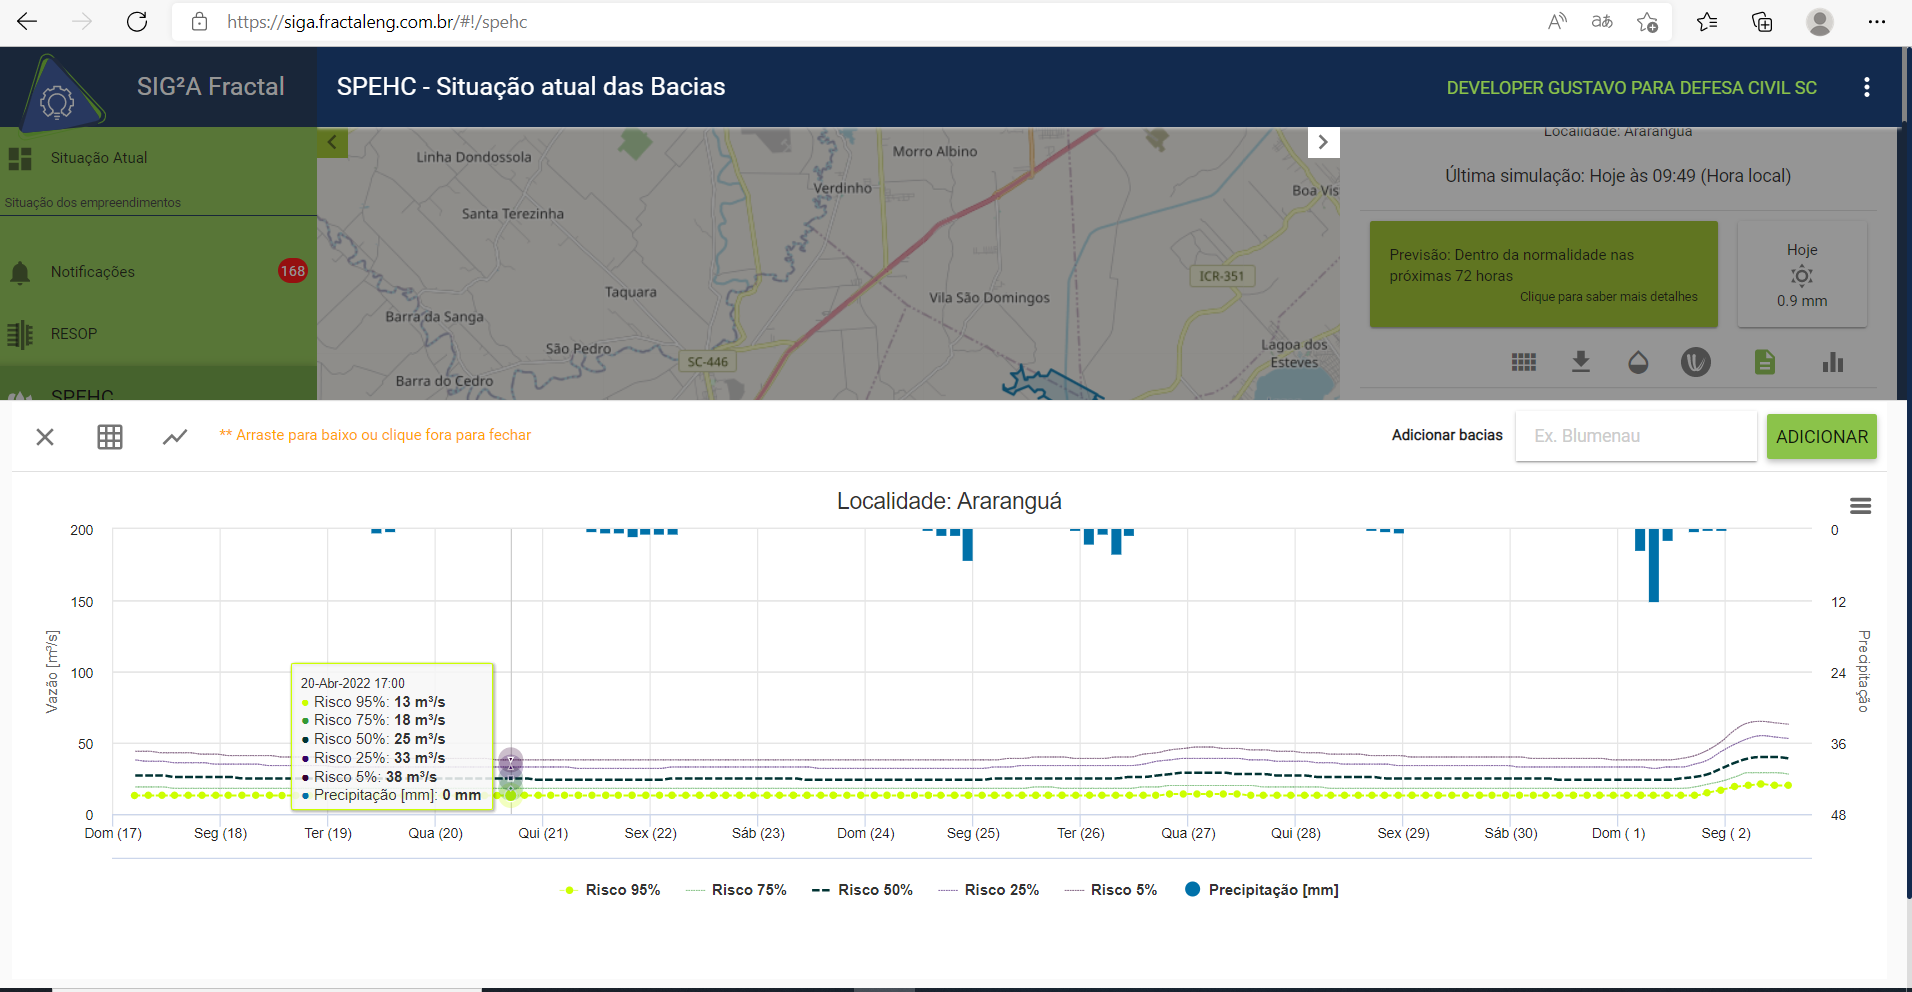 https://siga.fractaleng.com.br/#!/spehc
SIG²A Fractal
SPEHC - Situação atual das Bacias
DEVELOPER GUSTAVO PARA DEFESA CIVIL SC
Situação Atual
Situação dos empreendimentos
Notificações
168
RESOP
SPEHC
Linha Dondossola
Morro Albino
Verdinho
Boa Vis
Santa Terezinha
ICR-351
Taquara
Vila São Domingos
Barra da Sanga
São Pedro
SC-446
Lagoa dos
Esteves
Barra do Cedro
Localidade: Araranguá
Última simulação: Hoje às 09:49 (Hora local)
Previsão: Dentro da normalidade nas
próximas 72 horas
Clique para saber mais detalhes
Hoje
0.9 mm
** Arraste para baixo ou clique fora para fechar
Adicionar bacias
Ex. Blumenau
ADICIONAR
Localidade: Araranguá
200
150
100
50
0
Vazão [m³/s]
0
12
24
36
48
Precipitação
20-Abr-2022 17:00
Risco 95%: 13 m³/s
Risco 75%: 18 m³/s
Risco 50%: 25 m³/s
Risco 25%: 33 m³/s
Risco 5%: 38 m³/s
Precipitação [mm]: 0 mm
Dom (17) Seg (18) Ter (19) Qua (20) Qui (21) Sex (22) Sáb (23) Dom (24) Seg (25) Ter (26) Qua (27) Qui (28) Sex (29) Sáb (30) Dom ( 1) Seg ( 2)
Risco 95% Risco 75% Risco 50% Risco 25% Risco 5% Precipitação [mm]